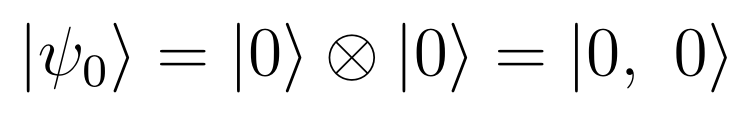 |ψ₀⟩ = |0⟩ ⊗ |0⟩ = |0, 0⟩